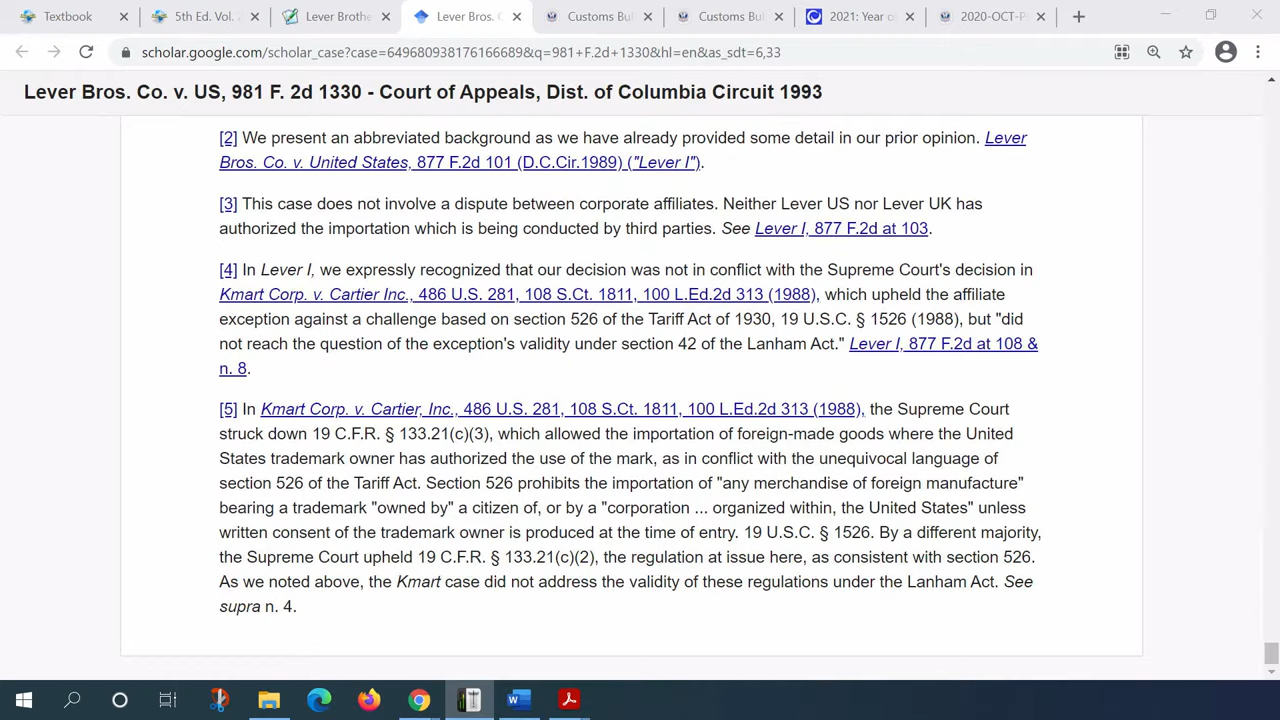 Textbook
5th Ed. Vol.
Lever Brothe
Lever Bros. C
Customs Bul
Customs Bul
2021: Year o
2020-OCT-P
scholar.google.com/scholar_case?case=6496809381761666889&q=981+F.2d+1330&hl=en&as_sdt=6,33
Lever Bros. Co. v. US, 981 F. 2d 1330 - Court of Appeals, Dist. of Columbia Circuit 1993
[2] We present an abbreviated background as we have already provided some detail in our prior opinion. Lever
Bros. Co. v. United States, 877 F.2d 101 (D.C.Cir.1989) ("Lever I").
[3] This case does not involve a dispute between corporate affiliates. Neither Lever US nor Lever UK has
authorized the importation which is being conducted by third parties. See Lever I, 877 F.2d at 103.
[4] In Lever I, we expressly recognized that our decision was not in conflict with the Supreme Court's decision in
Kmart Corp. v. Cartier Inc., 486 U.S. 281, 108 S.Ct. 1811, 100 L.Ed.2d 313 (1988), which upheld the affiliate
exception against a challenge based on section 526 of the Tariff Act of 1930, 19 U.S.C. § 1526 (1988), but "did
not reach the question of the exception's validity under section 42 of the Lanham Act." Lever I, 877 F.2d at 108 &
n. 8.
[5] In Kmart Corp. v. Cartier, Inc., 486 U.S. 281, 108 S.Ct. 1811, 100 L.Ed.2d 313 (1988), the Supreme Court
struck down 19 C.F.R. § 133.21(c)(3), which allowed the importation of foreign-made goods where the United
States trademark owner has authorized the use of the mark, as in conflict with the unequivocal language of
section 526 of the Tariff Act. Section 526 prohibits the importation of "any merchandise of foreign manufacture"
bearing a trademark "owned by" a citizen of, or by a "corporation ... organized within, the United States" unless
written consent of the trademark owner is produced at the time of entry. 19 U.S.C. § 1526. By a different majority,
the Supreme Court upheld 19 C.F.R. § 133.21(c)(2), the regulation at issue here, as consistent with section 526.
As we noted above, the Kmart case did not address the validity of these regulations under the Lanham Act. See
supra n. 4.